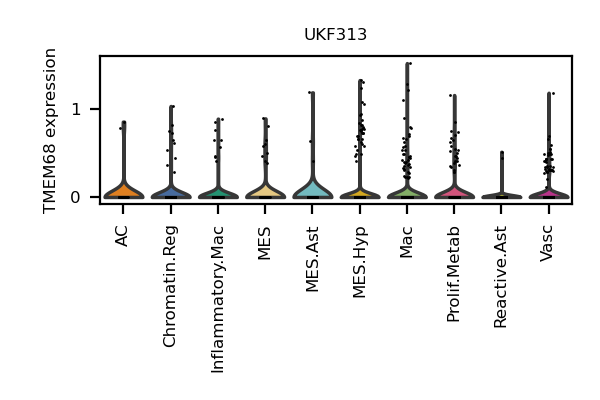 UKF313
TMEM68 expression
1
0
AC
Chromatin.Reg
Inflammatory.Mac
MES
MES.Ast
MES.Hyp
Mac
Prolif.Metab
Reactive.Ast
Vasc